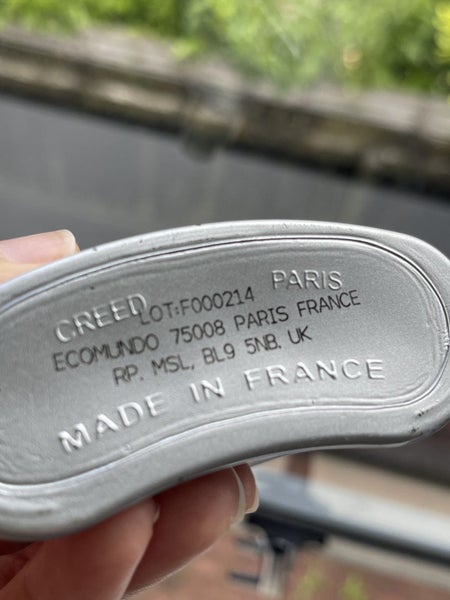 CREED PARIS
LOT:F000214
ECOMUNDO 75008 PARIS FRANCE
RP. MSL, BL9 5NB. UK
MADE IN FRANCE